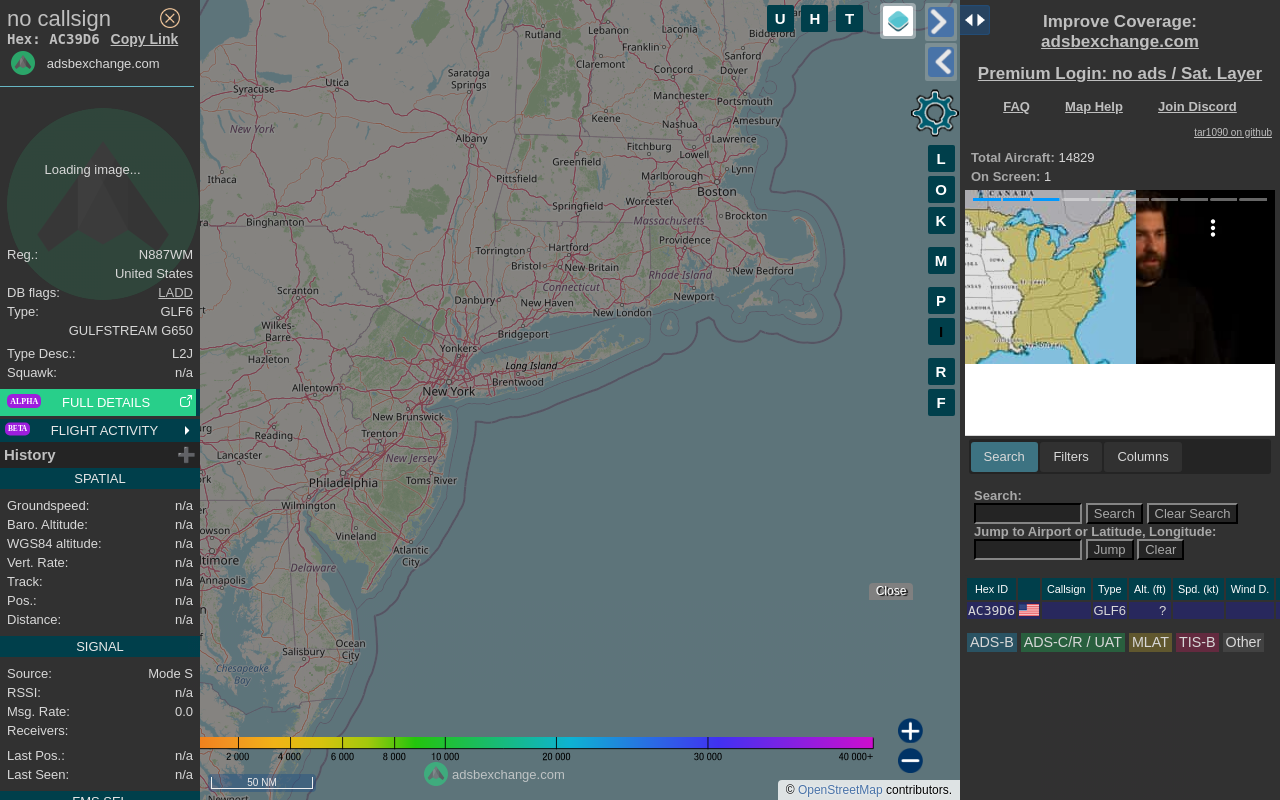 no callsign
Hex: AC39D6 Copy Link
adsbexchange.com
Loading image...
Reg.: N887WM
United States
DB flags: LADD
Type: GLF6
GULFSTREAM G650
Type Desc.: L2J
Squawk: n/a
ALPHA FULL DETAILS
BETA FLIGHT ACTIVITY
History
SPATIAL
Groundspeed: n/a
Baro. Altitude: n/a
WGS84 altitude: n/a
Vert. Rate: n/a
Track: n/a
Pos.: n/a
Distance: n/a
SIGNAL
Source: Mode S
RSSI: n/a
Msg. Rate: 0.0
Receivers:
Last Pos.: n/a
Last Seen: n/a
FMS SEL
U H T
L
O
K
M
P
I
R
F
Rutland
Lebanon
Laconia
Biddeford
Franklin
Sanford
Claremont
Dover
Concord
Saratoga
Springs
Utica
Syracuse
Manchester
Portsmouth
Keene
Nashua
Amesbury
New York
Albany
Lawrence
Fitchburg
Lowell
Greenfield
Lynn
Ithaca
Pittsfield
Marlborough
Boston
Worcester
Springfield
Brockton
Binghamton
Massachusetts
Providence
Hartford
Torrington
Bristol
New Britain
New Bedford
Rhode Island
Connecticut
Scranton
Danbury
New Haven
Newport
New London
Wilkes-
Barre
Bridgeport
Yonkers
Hazleton
Long Island
Brentwood
Allentown
New York
New Brunswick
Reading
Trenton
Lancaster
New Jersey
Toms River
Philadelphia
Wilmington
Vineland
Atlantic
City
Annapolis
Delaware
Ocean
City
Salisbury
Chesapeake
Bay
Close
2 000 4 000 6 000 8 000 10 000 20 000 30 000 40 000+
adsbexchange.com
50 NM
© OpenStreetMap contributors.
Improve Coverage:
adsbexchange.com
Premium Login: no ads / Sat. Layer
FAQ Map Help Join Discord
tar1090 on github
Total Aircraft: 14829
On Screen: 1
CANADA
IOWA
Search Filters Columns
Search:
Search Clear Search
Jump to Airport or Latitude, Longitude:
Jump Clear
Hex ID Callsign Type Alt. (ft) Spd. (kt) Wind D.
AC39D6 GLF6 ?
ADS-B ADS-C/R / UAT MLAT TIS-B Other